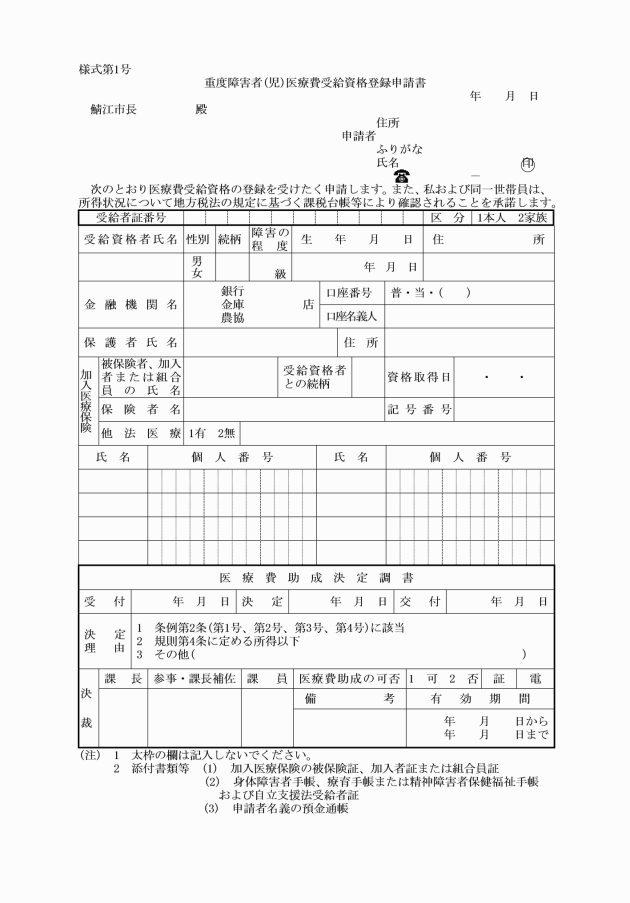 様式第1号
重度障害者(児)医療費受給資格登録申請書
年　月　日
鯖江市長　殿
住所
申請者
ふりがな
氏名　印
☎　―
次のとおり医療費受給資格の登録を受けたく申請します。また、私および同一世帯員は、
所得状況について地方税法の規定に基づく課税台帳等により確認されることを承諾します。
受給者証番号　区　分　1本人　2家族
受給資格者氏名　性別　続柄　障害の程　度　生　年　月　日　住　所
男
女　級　年　月　日
金融機関名　銀行　口座番号　普・当・(　　)
金庫　店
農協　口座名義人
保護者氏名　住　所
加入医療保険
被保険者、加入
者または組合
員の氏名
受給資格者
との続柄
資格取得日　・　・
保険者名　記号番号
他法医療　1有　2無
氏　名　個　人　番　号　氏　名　個　人　番　号
医　療　費　助　成　決　定　調　書
受　付　年　月　日　決　定　年　月　日　交　付　年　月　日
決　定
理　由
1　条例第2条(第1号、第2号、第3号、第4号)に該当
2　規則第4条に定める所得以下
3　その他(　　)
決
裁
課　長　参事・課長補佐　課　員　医療費助成の可否　1　可　2　否　証　電
備　考　有　効　期　間
年　月　日から
年　月　日まで
(注)　1　太枠の欄は記入しないでください。
2　添付書類等　(1)　加入医療保険の被保険証、加入者証または組合員証
(2)　身体障害者手帳、療育手帳または精神障害者保健福祉手帳
および自立支援法受給者証
(3)　申請者名義の預金通帳